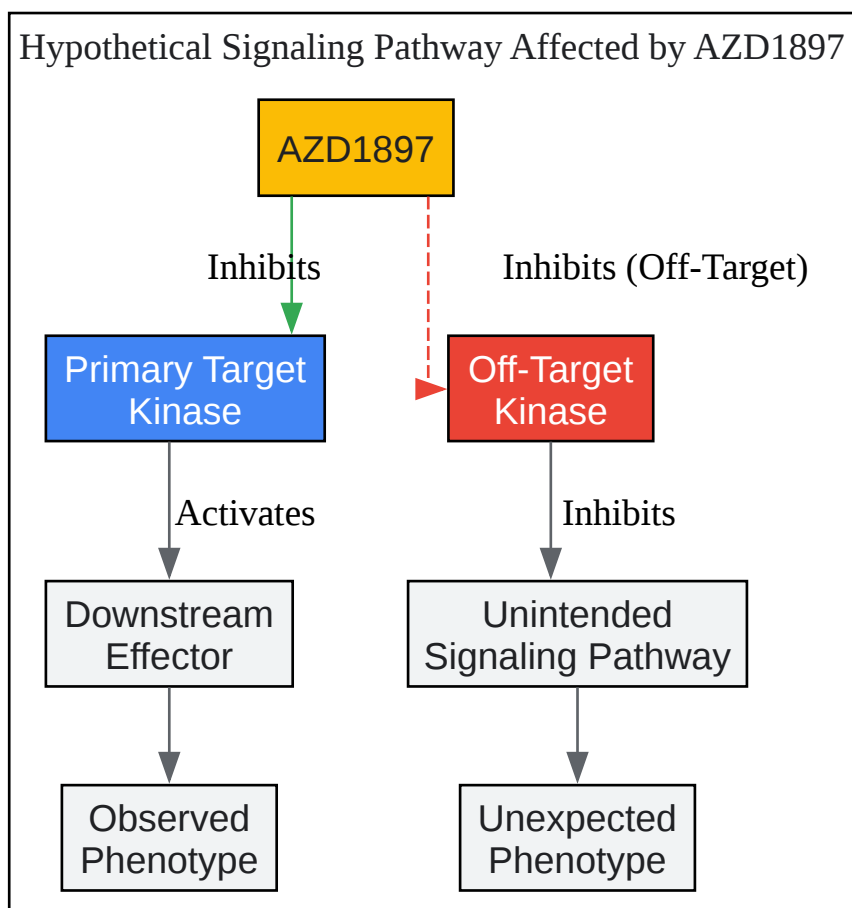 Hypothetical Signaling Pathway Affected by AZD1897
AZD1897
Inhibits
Inhibits (Off-Target)
Primary Target
Kinase
Off-Target
Kinase
Activates
Inhibits
Downstream
Effector
Unintended
Signaling Pathway
Observed
Phenotype
Unexpected
Phenotype